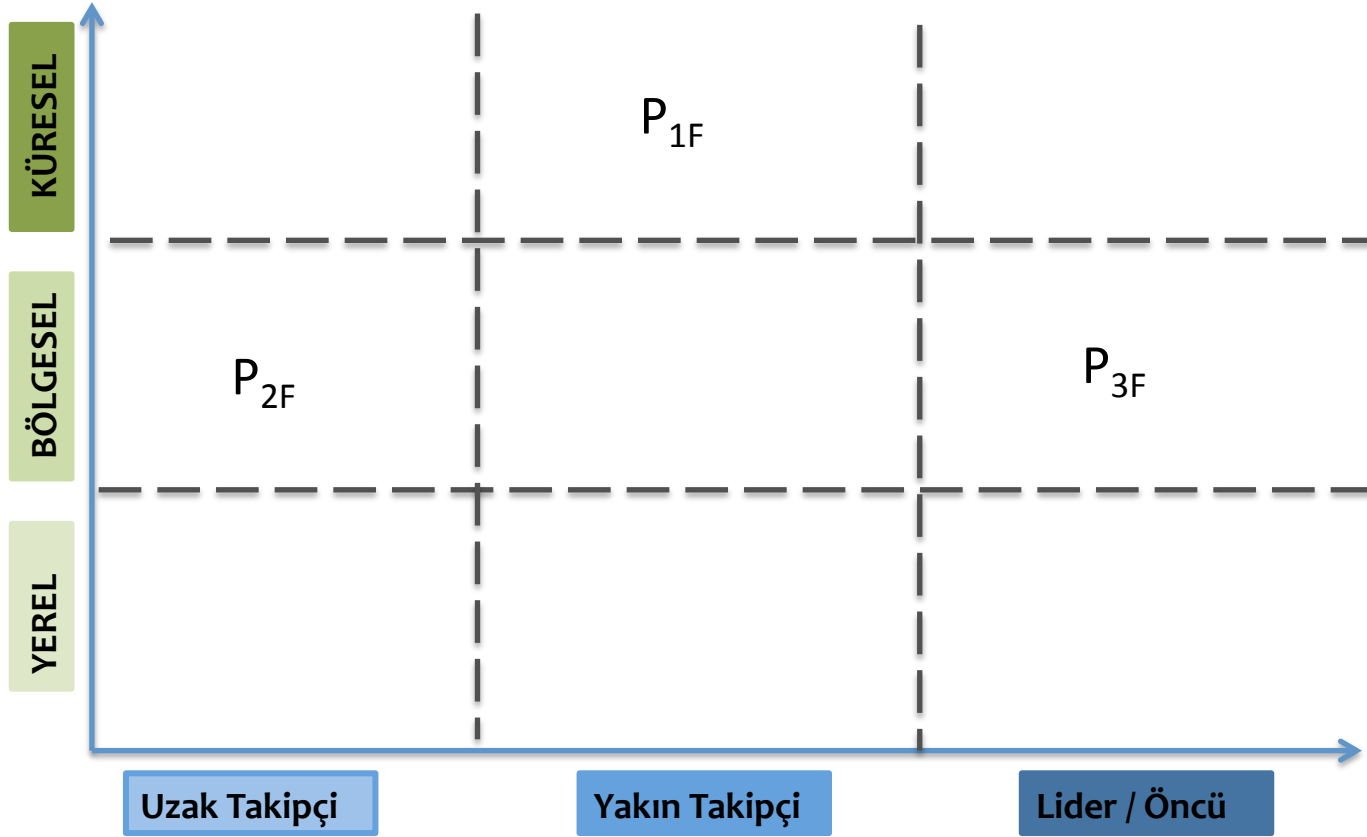 KÜRESEL
P1F
BÖLGESEL
P2F
P3F
YEREL
Uzak Takipçi
Yakın Takipçi
Lider / Öncü